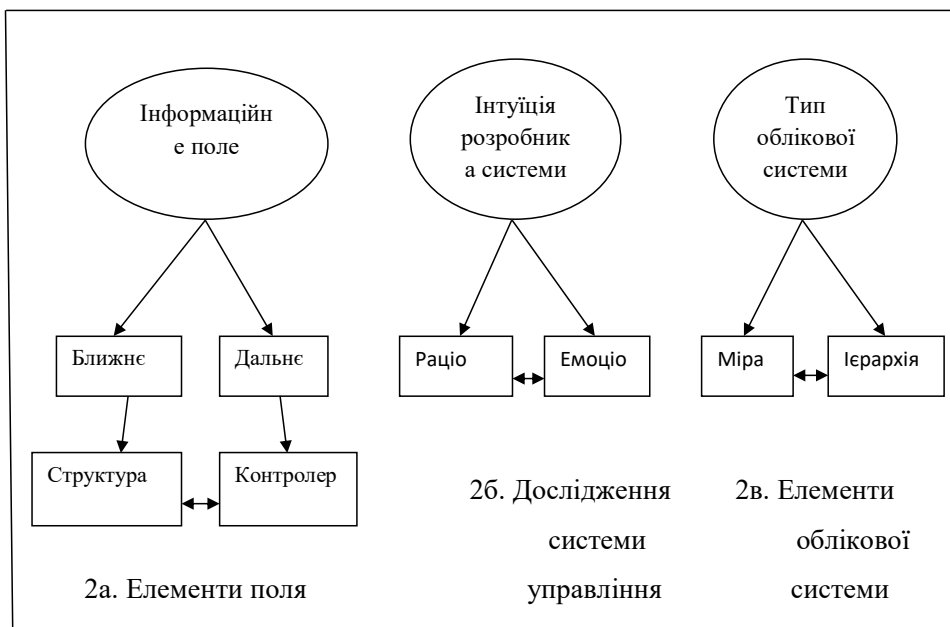 Інформаційн
е поле
Інтуїція
розробник
а системи
Тип
облікової
системи
Ближнє
Дальнє
Раціо
Емоціо
Міра
Ієрархія
Структура
Контролер
2а. Елементи поля
2б. Дослідження
системи
управління
2в. Елементи
облікової
системи